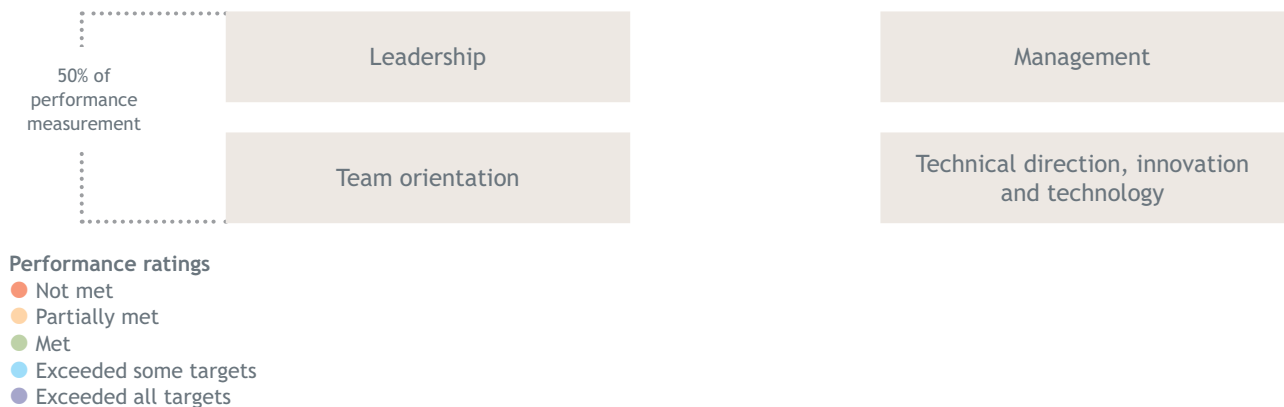 50% of
performance
measurement
Leadership
Management
Team orientation
Technical direction, innovation
and technology
Performance ratings
Not met
Partially met
Met
Exceeded some targets
Exceeded all targets